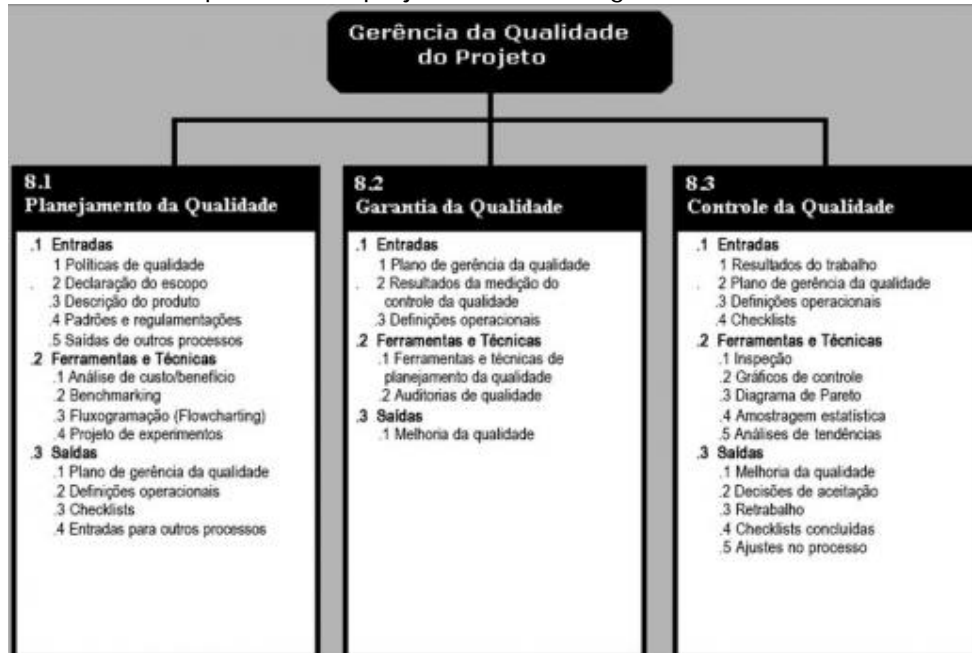 Gerência da Qualidade
do Projeto
8.1
Planejamento da Qualidade
.1 Entradas
1 Políticas de qualidade
. 2 Declaração do escopo
.3 Descrição do produto
.4 Padrões e regulamentações
.5 Saídas de outros processos
.2 Ferramentas e Técnicas
.1 Análise de custo/benefício
.2 Benchmarking
.3 Fluxogramação (Flowcharting)
.4 Projeto de experimentos
.3 Saídas
.1 Plano de gerência da qualidade
.2 Definições operacionais
.3 Checklists
.4 Entradas para outros processos
8.2
Garantia da Qualidade
.1 Entradas
1 Plano de gerência da qualidade
. 2 Resultados da medição do
controle da qualidade
.3 Definições operacionais
.2 Ferramentas e Técnicas
.1 Ferramentas e técnicas de
planejamento da qualidade
.2 Auditorias de qualidade
.3 Saídas
.1 Melhoria da qualidade
8.3
Controle da Qualidade
.1 Entradas
1 Resultados do trabalho
. 2 Plano de gerência da qualidade
.3 Definições operacionais
.4 Checklists
.2 Ferramentas e Técnicas
.1 Inspeção
.2 Gráficos de controle
.3 Diagrama de Pareto
.4 Amostragem estatística
.5 Análises de tendências
.3 Saídas
.1 Melhoria da qualidade
.2 Decisões de aceitação
.3 Retrabalho
.4 Checklists concluídas
.5 Ajustes no processo